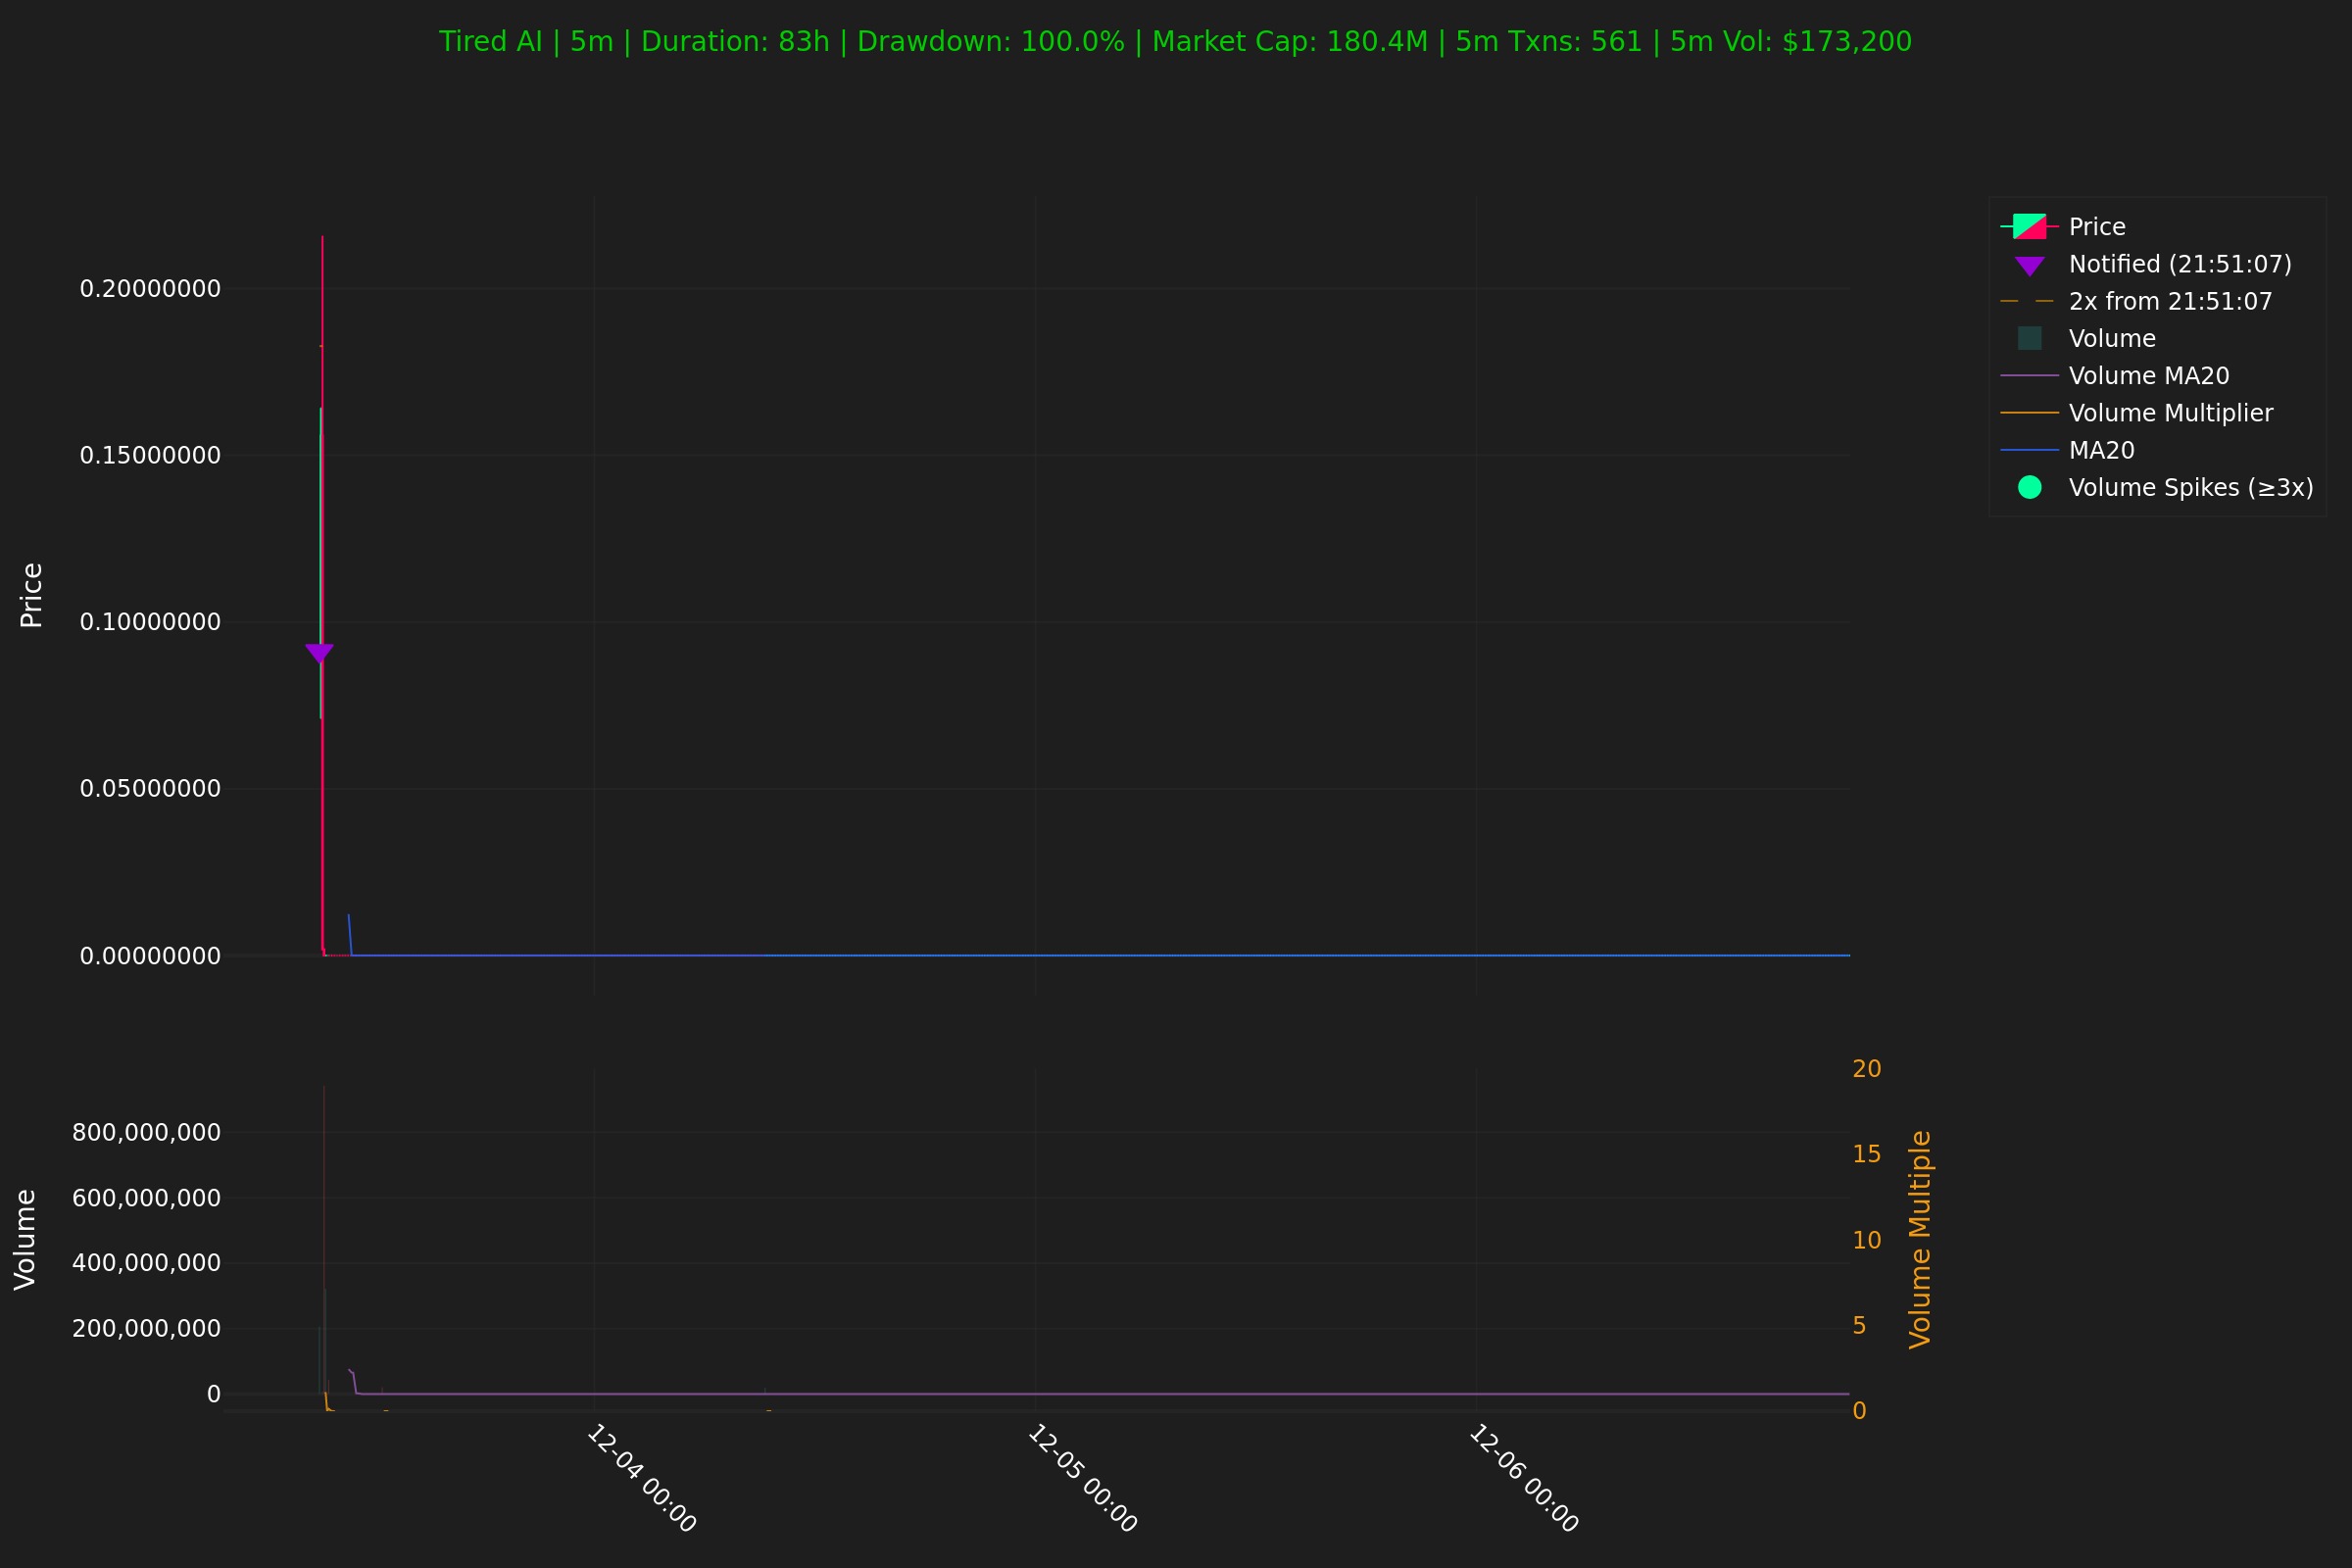 Tired AI | 5m | Duration: 83h | Drawdown: 100.0% | Market Cap: 180.4M | 5m Txns: 561 | 5m Vol: $173,200
Price
0.20000000
0.15000000
0.10000000
0.05000000
0.00000000
Price
Notified (21:51:07)
2x from 21:51:07
Volume
Volume MA20
Volume Multiplier
MA20
Volume Spikes (≥3x)
Volume
800,000,000
600,000,000
400,000,000
200,000,000
0
20
15
10
5
0
Volume Multiple
12-04 00:00
12-05 00:00
12-06 00:00